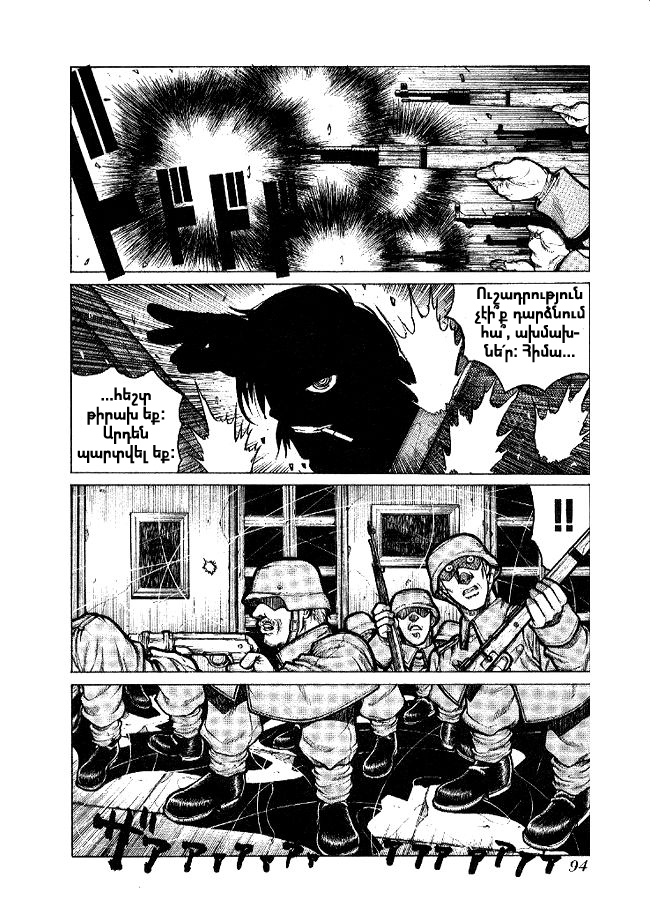 Ուշադրություն
չէի՞ք դարձնում
հա՞, ախմախ-
նե՛ր: Հիմա...
...հեշտ
թիրախ եք:
Արդեն
պարտվել եք:
!!
94